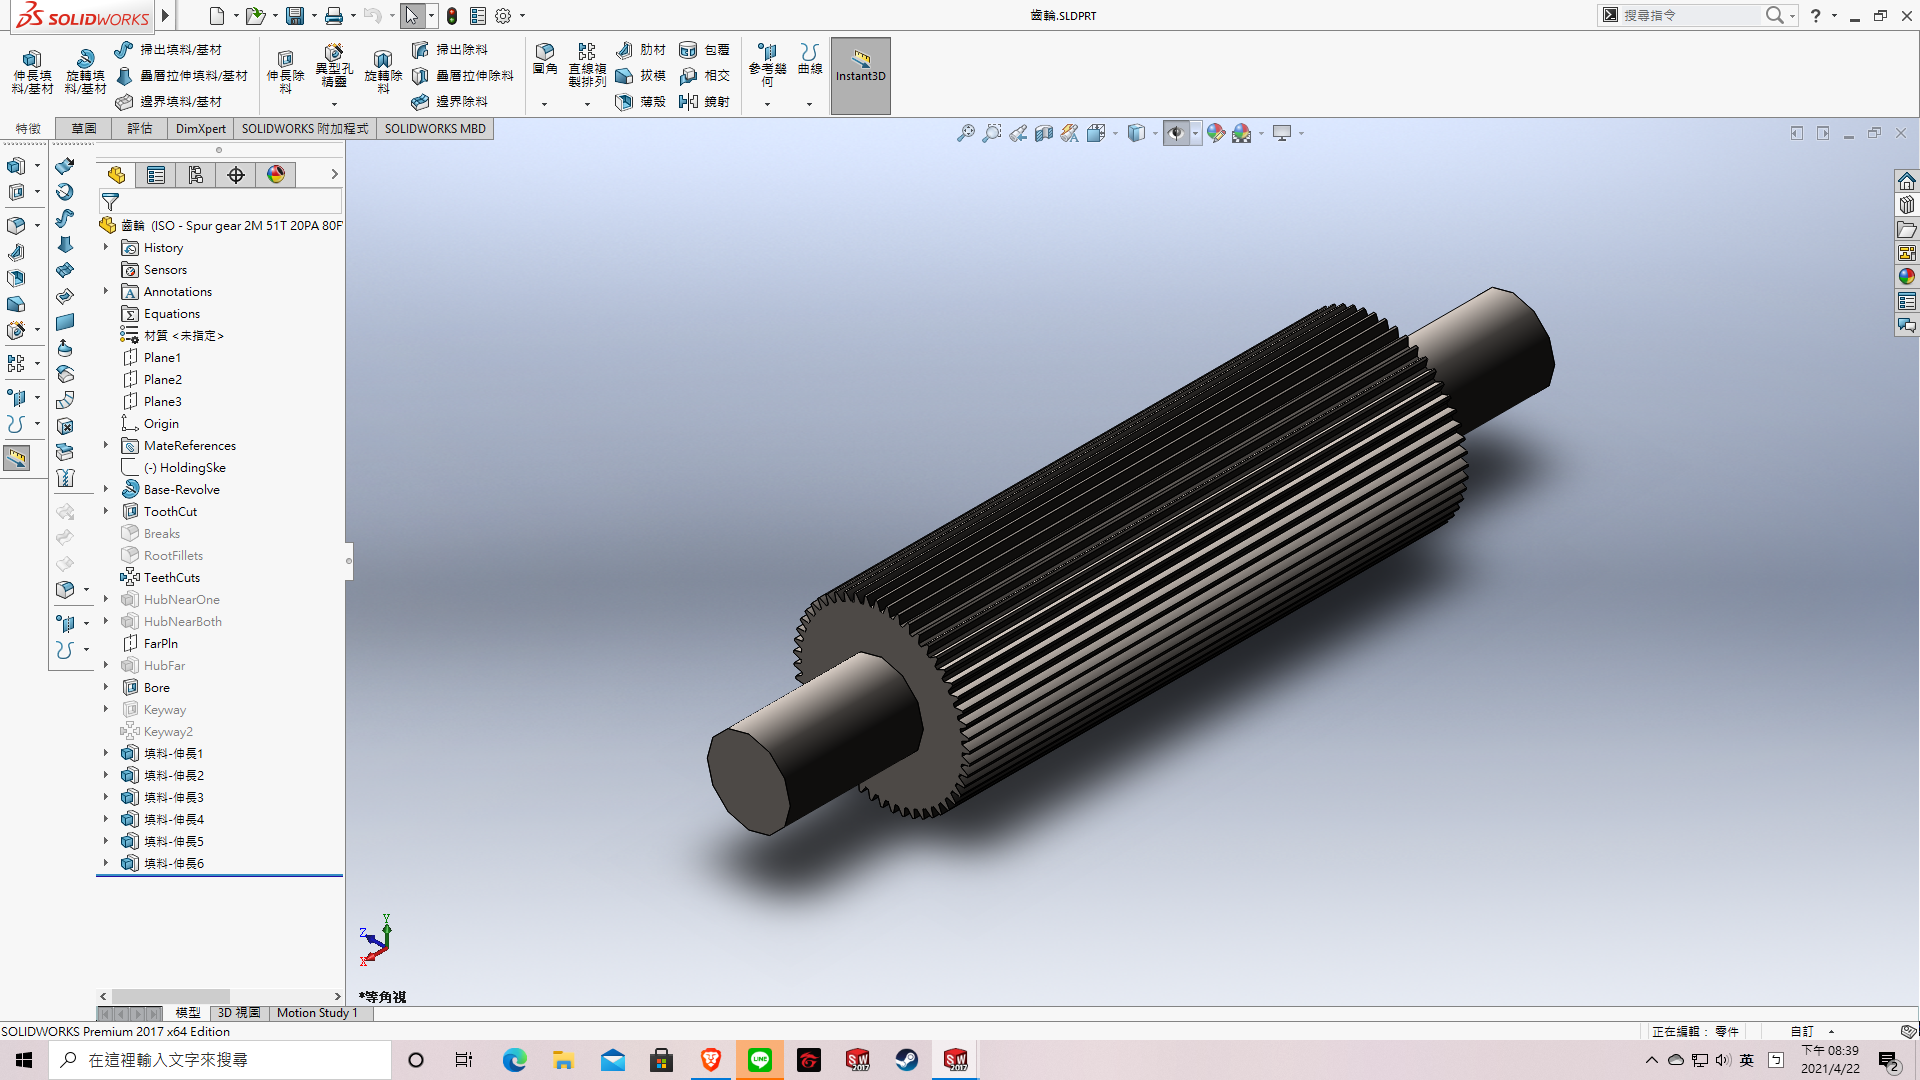 SOLIDWORKS
齒輪.SLDPRT
搜尋指令
伸長填料/基材
旋轉填料/基材
掃出填料/基材
疊層拉伸填料/基材
邊界填料/基材
伸長除料
異型孔精靈
旋轉除料
掃出除料
疊層拉伸除料
邊界除料
圓角
直線複製排列
肋材
拔模
薄殼
包覆
相交
鏡射
參考幾何
曲線
Instant3D
特徵
草圖
評估
DimXpert
SOLIDWORKS 附加程式
SOLIDWORKS MBD
齒輪 (ISO - Spur gear 2M 51T 20PA 80F
History
Sensors
Annotations
Equations
材質 <未指定>
Plane1
Plane2
Plane3
Origin
MateReferences
(-) HoldingSke
Base-Revolve
ToothCut
Breaks
RootFillets
TeethCuts
HubNearOne
HubNearBoth
FarPln
HubFar
Bore
Keyway
Keyway2
填料-伸長1
填料-伸長2
填料-伸長3
填料-伸長4
填料-伸長5
填料-伸長6
Y
Z
X
*等角視
模型
3D 視圖
Motion Study 1
SOLIDWORKS Premium 2017 x64 Edition
正在編輯： 零件
自訂
在這裡輸入文字來搜尋
LINE
SW 2017
SW 2017
英
下午 08:39
2021/4/22
2